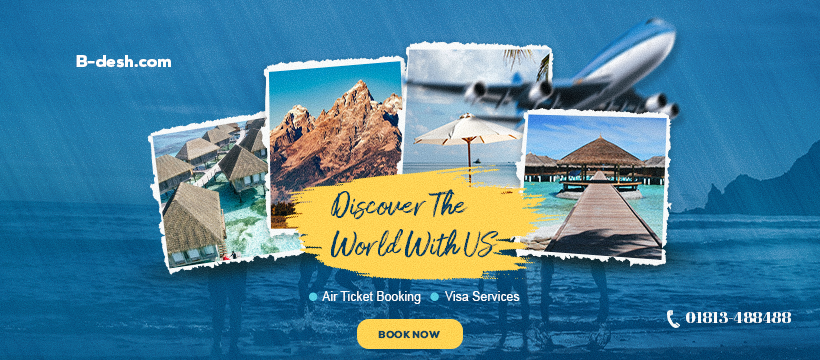 B-desh.com
Discover The
World With US
Air Ticket Booking
Visa Services
BOOK NOW
01813-488488